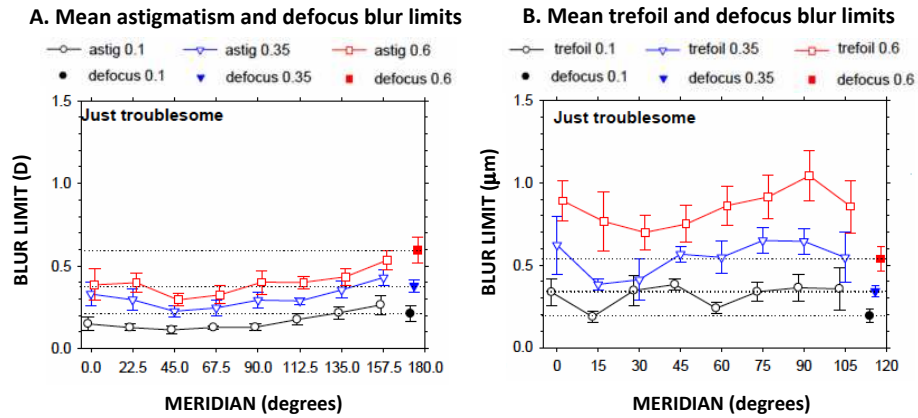 A. Mean astigmatism and defocus blur limits
astig 0.1 astig 0.35 astig 0.6
defocus 0.1 defocus 0.35 defocus 0.6
Just troublesome
BLUR LIMIT (D)
1.5
1.0
0.5
0.0
0.0 22.5 45.0 67.5 90.0 112.5 135.0 157.5 180.0
MERIDIAN (degrees)
B. Mean trefoil and defocus blur limits
trefoil 0.1 trefoil 0.35 trefoil 0.6
defocus 0.1 defocus 0.35 defocus 0.6
Just troublesome
BLUR LIMIT (µm)
1.5
1.0
0.5
0.0
0 15 30 45 60 75 90 105 120
MERIDIAN (degrees)